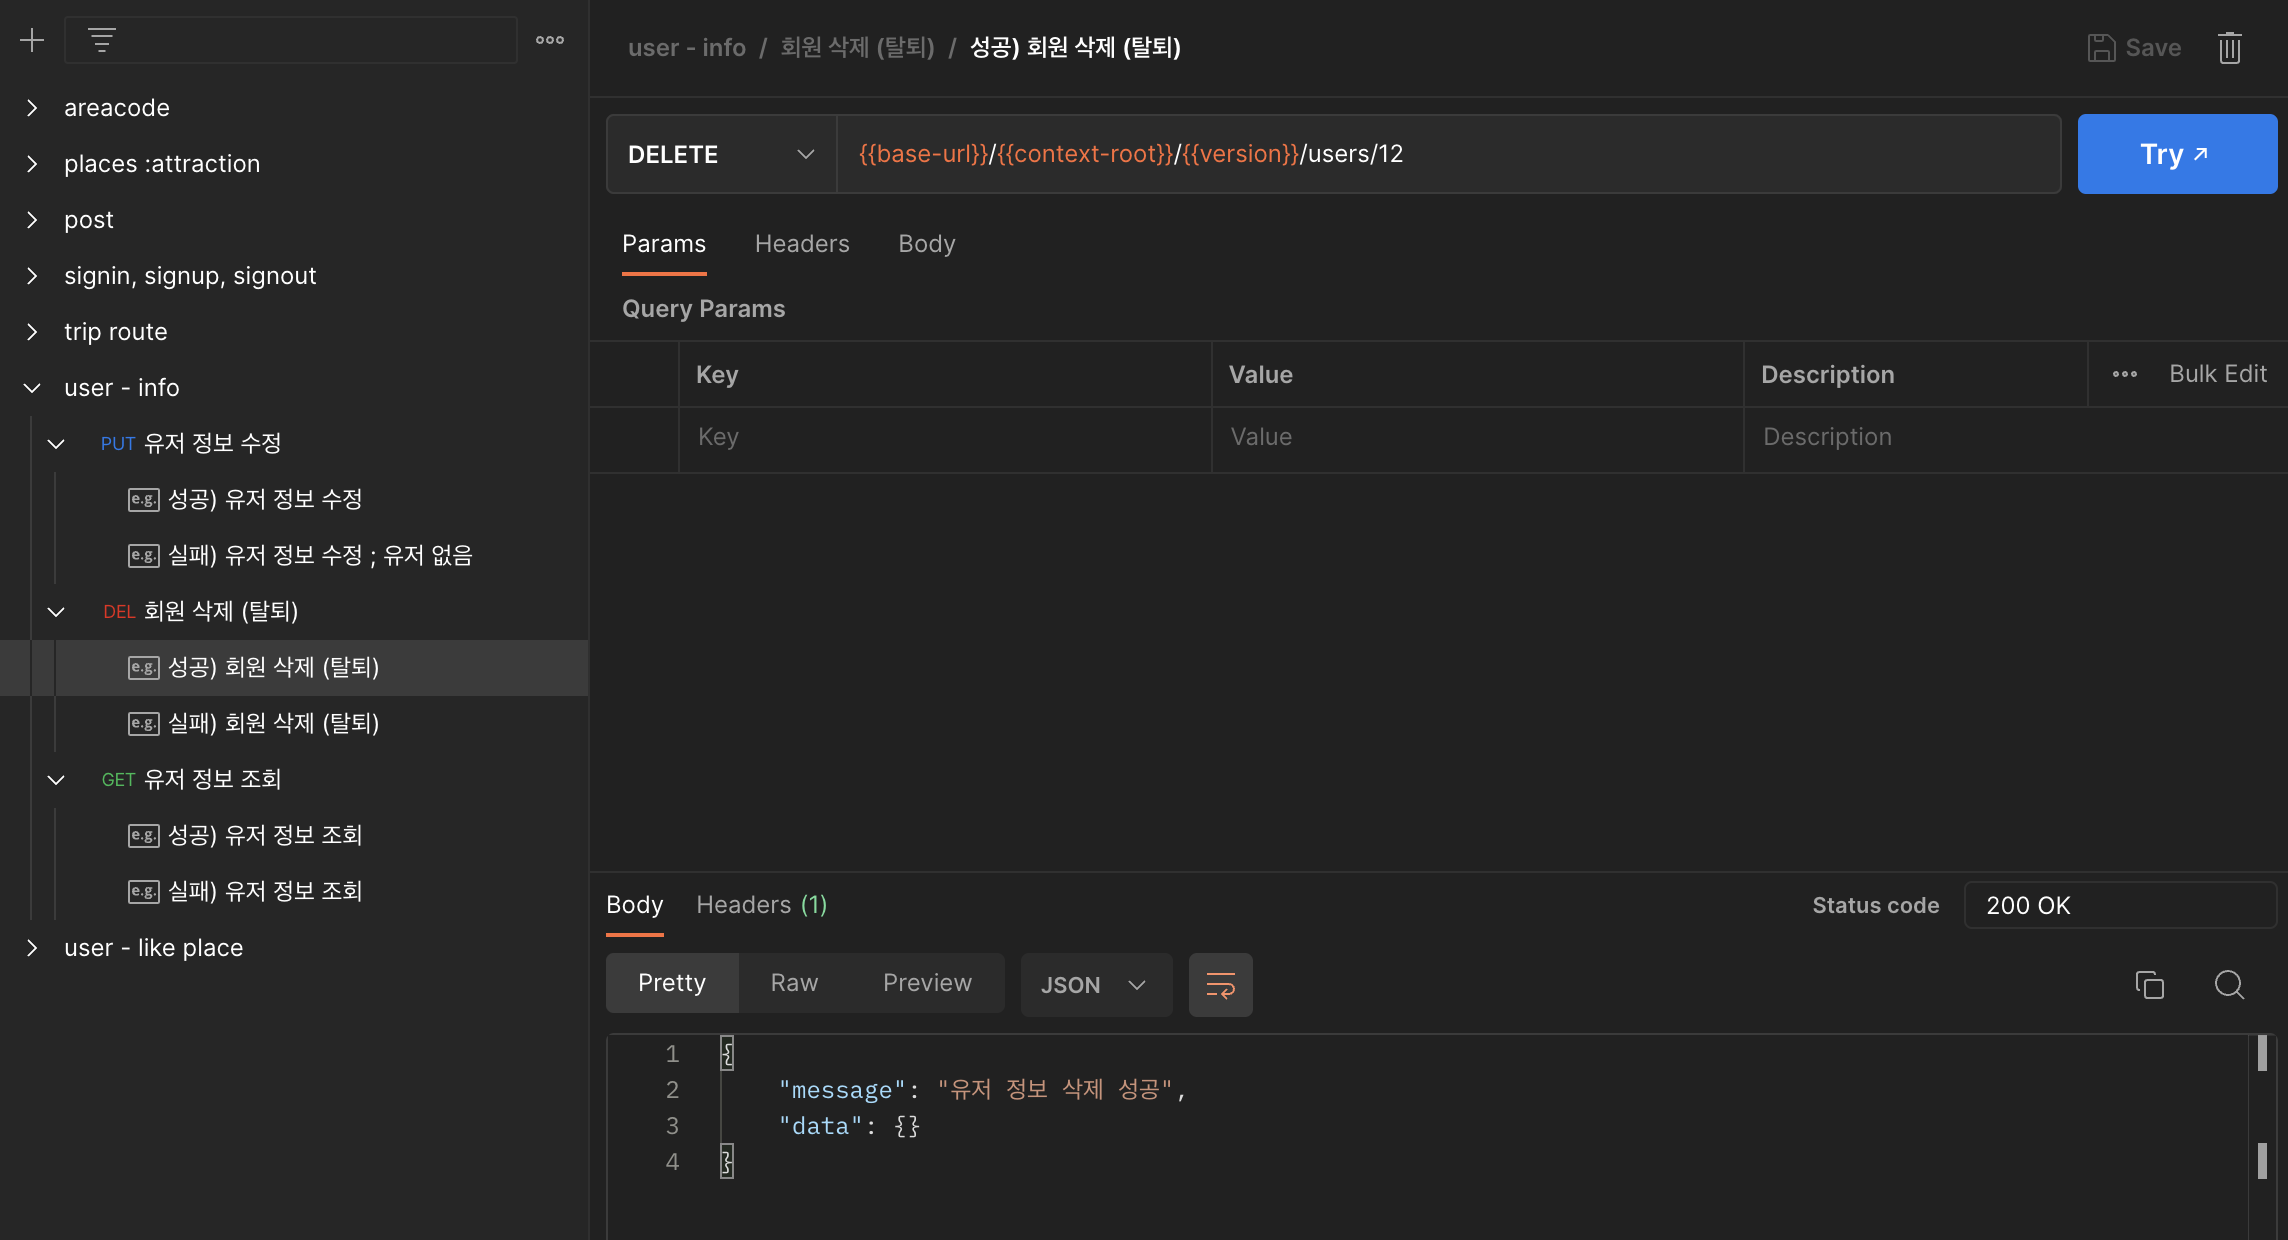 areacode
places :attraction
post
signin, signup, signout
trip route
user - info
PUT 유저 정보 수정
e.g. 성공) 유저 정보 수정
e.g. 실패) 유저 정보 수정 ; 유저 없음
DEL 회원 삭제 (탈퇴)
e.g. 성공) 회원 삭제 (탈퇴)
e.g. 실패) 회원 삭제 (탈퇴)
GET 유저 정보 조회
e.g. 성공) 유저 정보 조회
e.g. 실패) 유저 정보 조회
user - like place
user - info / 회원 삭제 (탈퇴) / 성공) 회원 삭제 (탈퇴)
Save
DELETE {{base-url}}/{{context-root}}/{{version}}/users/12
Try
Params Headers Body
Query Params
Key Value Description Bulk Edit
Key Value Description
Body Headers (1) Status code 200 OK
Pretty Raw Preview JSON
1 {
2 "message": "유저 정보 삭제 성공",
3 "data": {}
4 }